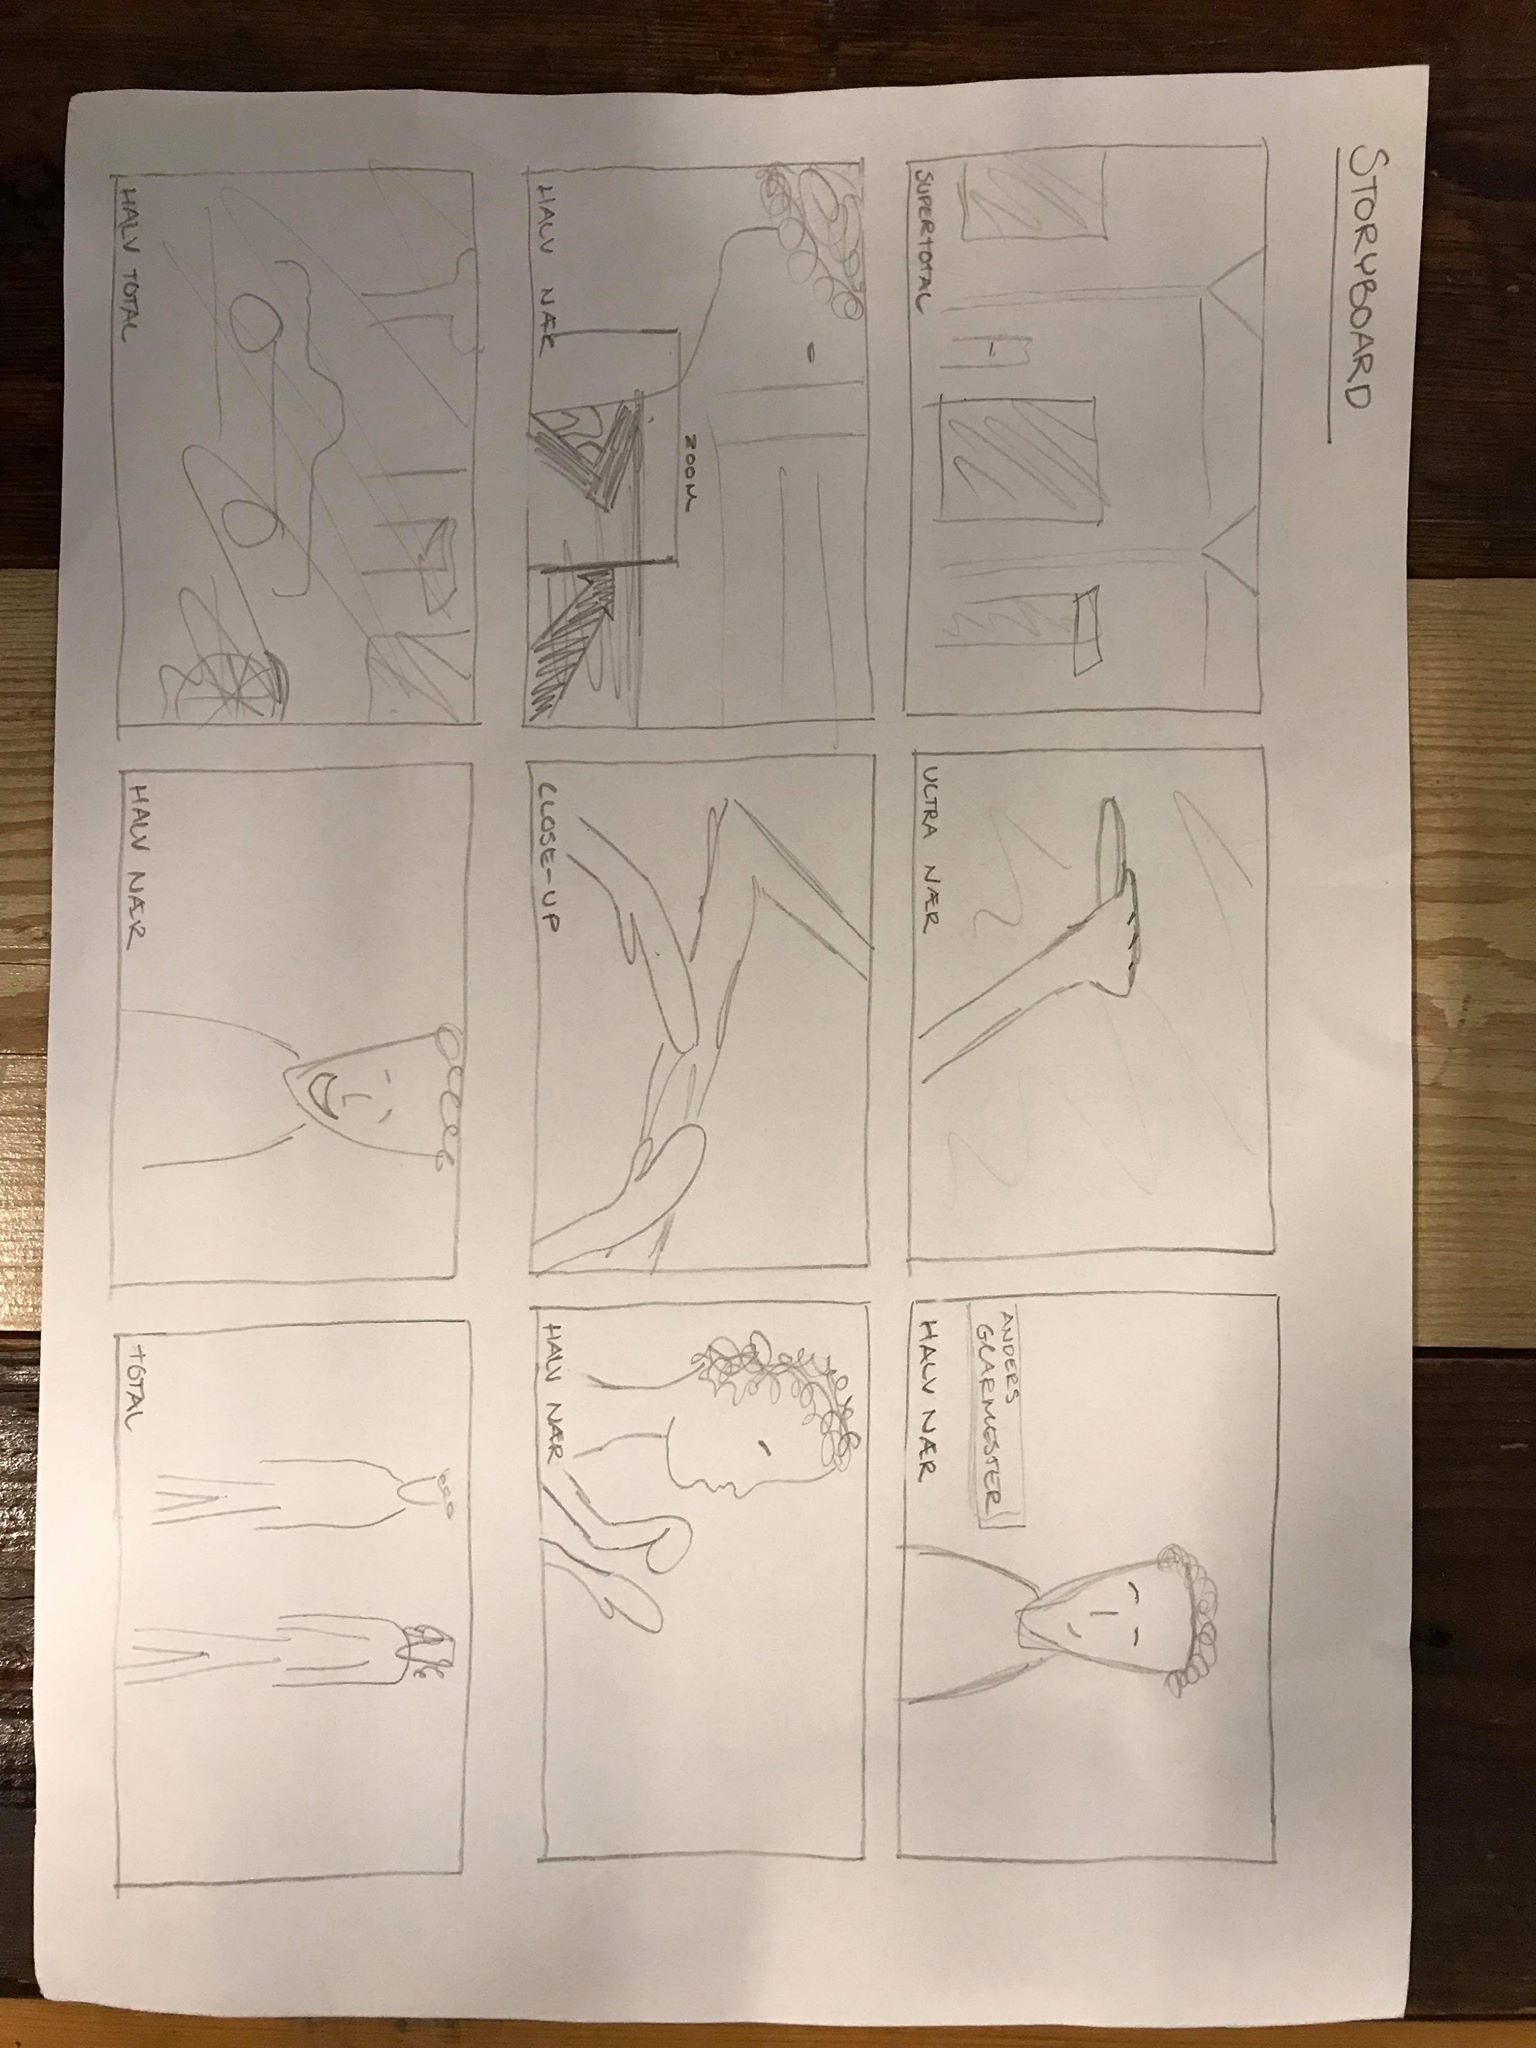 STORYBOARD
SUPERTOTAL
ULTRA NÆR
ANDERS
GLARMESTER
HALV NÆR
ZOOM
HALV NÆR
CLOSE-UP
HALV NÆR
HALV TOTAL
HALV NÆR
TOTAL